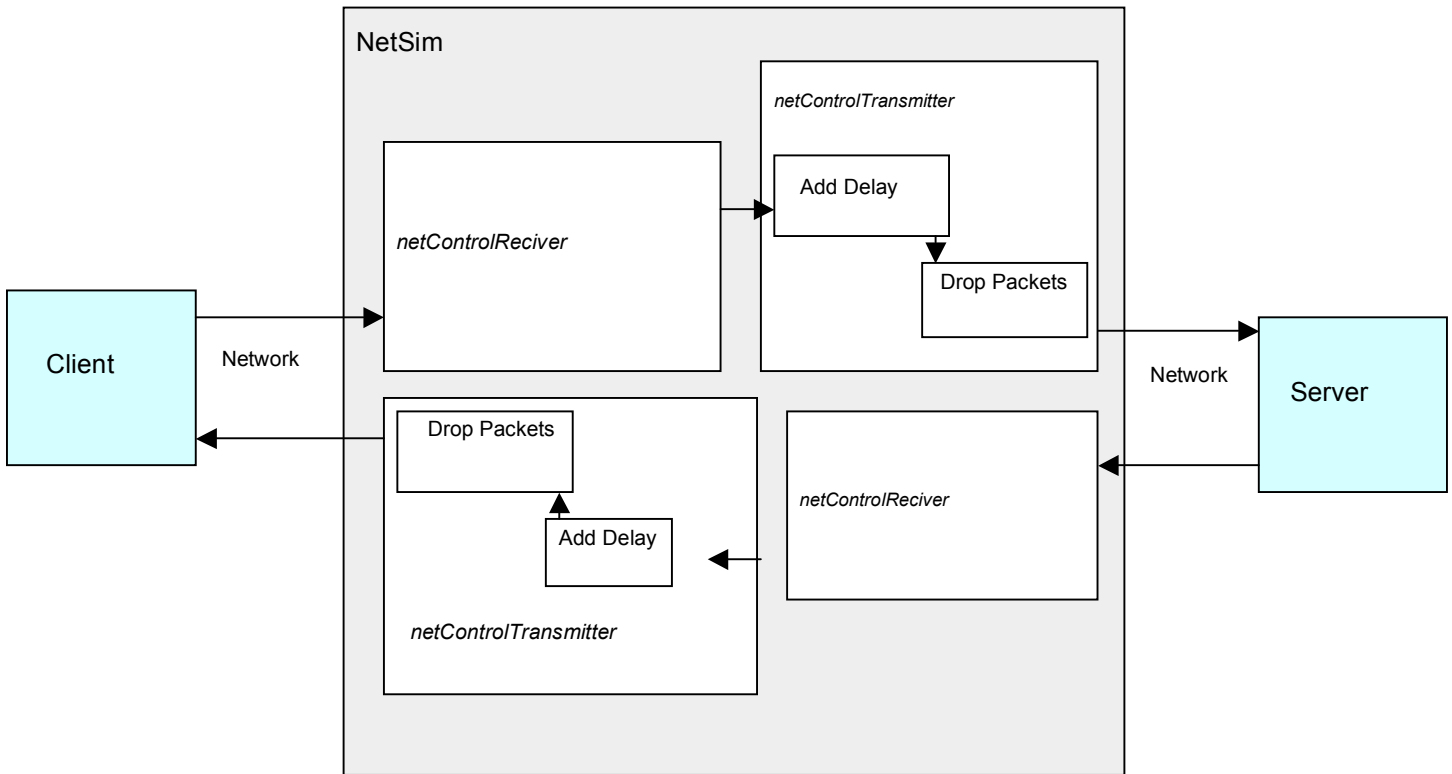 NetSim
netControlTransmitter
Add Delay
netControlReciver
Drop Packets
Client
Network
Network
Server
Drop Packets
netControlReciver
Add Delay
netControlTransmitter